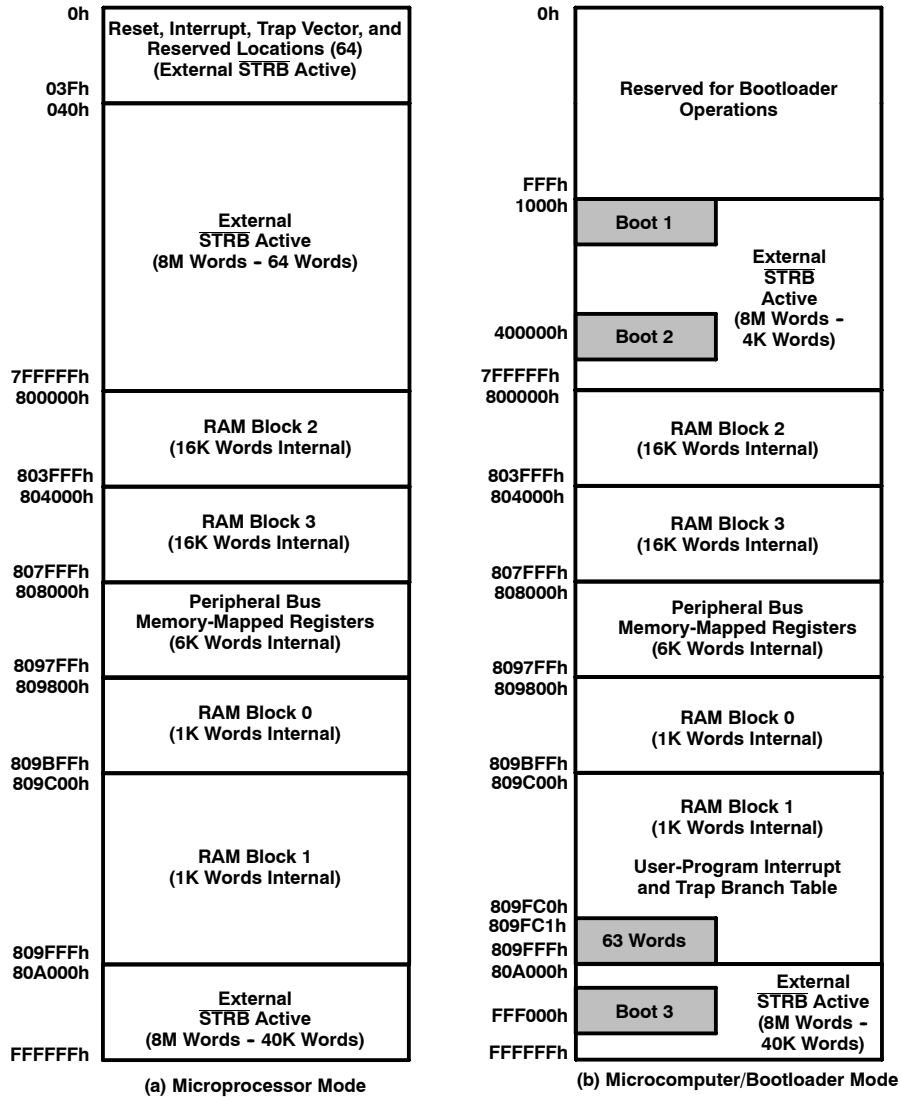 0h
Reset, Interrupt, Trap Vector, and
Reserved Locations (64)
(External STRB Active)
03Fh
040h
External
STRB Active
(8M Words – 64 Words)
7FFFFFh
800000h
RAM Block 2
(16K Words Internal)
803FFFh
804000h
RAM Block 3
(16K Words Internal)
807FFFh
808000h
Peripheral Bus
Memory-Mapped Registers
(6K Words Internal)
8097FFh
809800h
RAM Block 0
(1K Words Internal)
809BFFh
809C00h
RAM Block 1
(1K Words Internal)
809FFFh
80A000h
External
STRB Active
(8M Words – 40K Words)
FFFFFFh
(a) Microprocessor Mode
0h
Reserved for Bootloader
Operations
FFFh
1000h
Boot 1
External
STRB
Active
(8M Words –
4K Words)
400000h
Boot 2
7FFFFFh
800000h
RAM Block 2
(16K Words Internal)
803FFFh
804000h
RAM Block 3
(16K Words Internal)
807FFFh
808000h
Peripheral Bus
Memory-Mapped Registers
(6K Words Internal)
8097FFh
809800h
RAM Block 0
(1K Words Internal)
809BFFh
809C00h
RAM Block 1
(1K Words Internal)
User-Program Interrupt
and Trap Branch Table
809FC0h
809FC1h
63 Words
809FFFh
80A000h
External
STRB Active
(8M Words –
40K Words)
FFF000h
Boot 3
FFFFFFh
(b) Microcomputer/Bootloader Mode